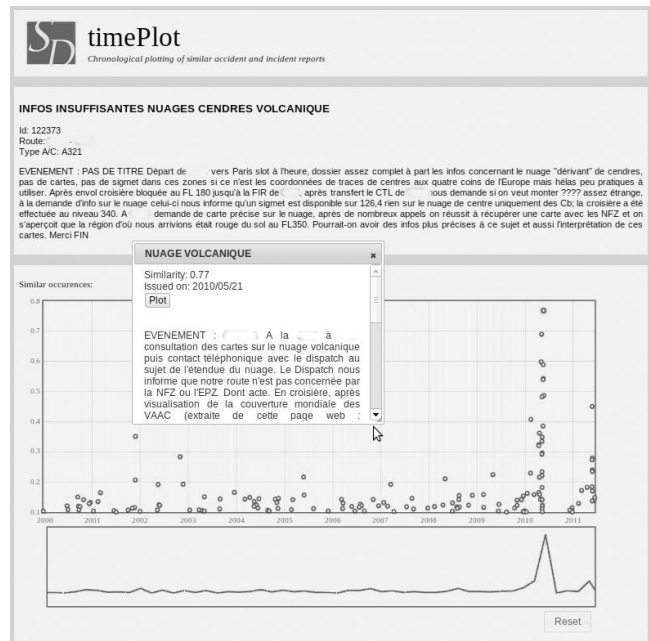 SD
timePlot
Chronological plotting of similar accident and incident reports
INFOS INSUFFISANTES NUAGES CENDRES VOLCANIQUE
Id: 122373
Route:
Type A/C: A321
EVENEMENT : PAS DE TITRE Départ de vers Paris slot à l'heure, dossier assez complet à part les infos concernant le nuage "dérivant" de cendres,
pas de cartes, pas de sigmet dans ces zones si ce n'est les coordonnées de traces de centres aux quatre coins de l'Europe mais hélas peu pratiques à
utiliser. Après envol croisière bloquée au FL 180 jusqu'à la FIR de , après transfert le CTL de nous demande si on veut monter ???? assez étrange,
à la demande d'info sur le nuage celui-ci nous informe qu'un sigmet est disponible sur 126,4 rien sur le nuage de centre uniquement des Cb; la croisière a été
effectuée au niveau 340. A demande de carte précise sur le nuage, après de nombreux appels on réussit à récupérer une carte avec les NFZ et on
s'aperçoit que la région d'où nous arrivions était rouge du sol au FL350. Pourrait-on avoir des infos plus précises à ce sujet et aussi l'interprétation de ces
cartes. Merci FIN
NUAGE VOLCANIQUE ×
Similarity: 0.77
Issued on: 2010/05/21
Plot
EVENEMENT : A la à
consultation des cartes sur le nuage volcanique
puis contact téléphonique avec le dispatch au
sujet de l'étendue du nuage. Le Dispatch nous
informe que notre route n'est pas concernée par
la NFZ ou l'EPZ. Dont acte. En croisière, après
visualisation de la couverture mondiale des
VAAC (extraite de cette page web :
Similar occurences:
0.8
0.7
0.6
0.5
0.4
0.3
0.2
0.1
2000 2001 2002 2003 2004 2005 2006 2007 2008 2009 2010 2011
Reset